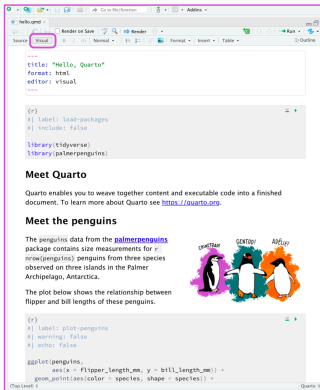 hello.qmd
Go to file/function
Addins
Render on Save
Render
Run
Source
Visual
Normal
Format
Insert
Table
Outline
---
title: "Hello, Quarto"
format: html
editor: visual
---
{r}
#| label: load-packages
#| include: false
library(tidyverse)
library(palmerpenguins)
Meet Quarto
Quarto enables you to weave together content and executable code into a finished
document. To learn more about Quarto see https://quarto.org.
Meet the penguins
The penguins data from the palmerpenguins
package contains size measurements for r
nrow(penguins) penguins from three species
observed on three islands in the Palmer
Archipelago, Antarctica.
The plot below shows the relationship between
flipper and bill lengths of these penguins.
CHINSTRAP!
GENTOO!
ADÉLIE!
{r}
#| label: plot-penguins
#| warning: false
#| echo: false
ggplot(penguins,
aes(x = flipper_length_mm, y = bill_length_mm)) +
geom_point(aes(color = species, shape = species)) +
(Top Level)
Quarto